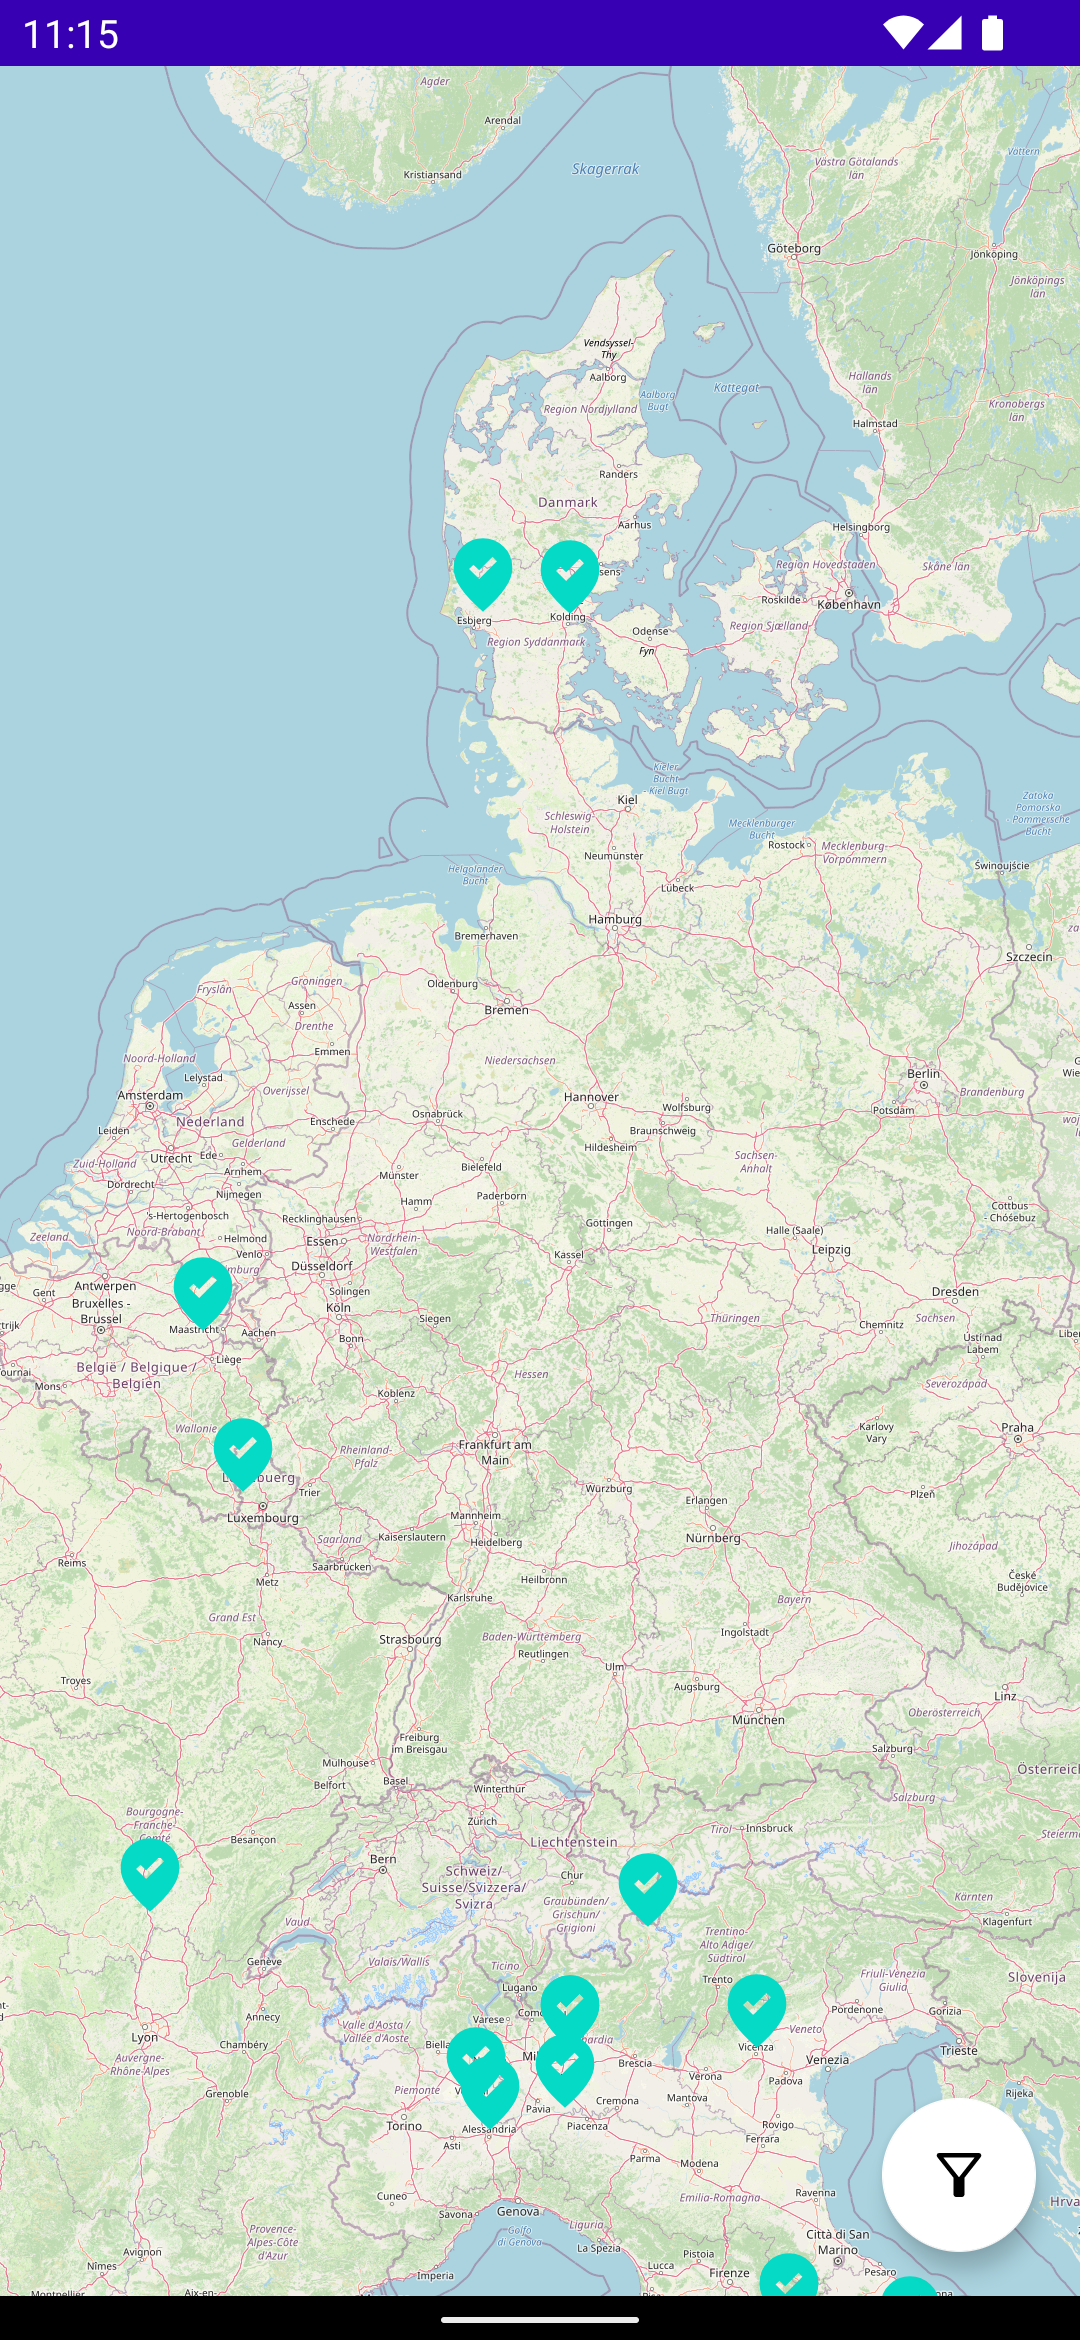 11:15
Agder
Arendal
Kristiansand
Skagerrak
Västra Götalands
län
Vättern
Göteborg
Jönköping
Jönköpings
län
Vendsyssel-
Thy
Aalborg
Aalborg
Bugt
Kattegat
Region Nordjylland
Hallands
län
Kronobergs
län
Halmstad
Randers
Danmark
Aarhus
Helsingborg
Region Hovedstaden
Skåne län
sens
Roskilde
København
Esbjerg
Kolding
Odense
Fyn
Region Sjælland
Region Syddanmark
Kieler
Bucht
- Kiel Bugt
Kiel
Schleswig-
Holstein
Mecklenburger
Bucht
Zatoka
Pomorska
- Pommersche
Bucht
Rostock
Mecklenburg-
Vorpommern
Neumünster
Świnoujście
Helgoländer
Bucht
Lübeck
Hamburg
Bremerhaven
Szczecin
Oldenburg
Groningen
Fryslân
Assen
Bremen
Drenthe
Emmen
Noord-Holland
Niedersachsen
Lelystad
Berlin
Amsterdam
Overijssel
Hannover
Brandenburg
Wolfsburg
Potsdam
Osnabrück
Nederland
Enschede
Leiden
Braunschweig
Gelderland
Hildesheim
Utrecht
Ede
Zuid-Holland
Sachsen-
Anhalt
Arnhem
Münster
Bielefeld
Dordrecht
Nijmegen
Paderborn
Hamm
's-Hertogenbosch
Recklinghausen
Göttingen
Cottbus
- Chóśebuz
Zeeland
Noord-Brabant
Helmond
Essen
Nordrhein-
Westfalen
Halle (Saale)
Leipzig
Venlo
Kassel
Düsseldorf
nburg
Antwerpen
Gent
Solingen
Dresden
Bruxelles -
Brussel
Köln
Siegen
Thüringen
Sachsen
Chemnitz
Maastricht
Aachen
Bonn
Ústí nad
Labem
Liège
België / Belgique /
Belgien
Hessen
Mons
Koblenz
Severozápad
Wallonie
Karlovy
Vary
Praha
Frankfurt am
Main
Rheinland-
Pfalz
Trier
Würzburg
Plzeň
Erlangen
Luxembourg
Mannheim
Nürnberg
Saarland
Kaiserslautern
Heidelberg
Jihozápad
Reims
Saarbrücken
Metz
Heilbronn
České
Budějovice
Karlsruhe
Bayern
Grand Est
Nancy
Strasbourg
Baden-Württemberg
Ingolstadt
Reutlingen
Ulm
Troyes
Augsburg
Linz
München
Oberösterreich
Freiburg
im Breisgau
Salzburg
Mulhouse
Österreich
Belfort
Basel
Winterthur
Salzburg
Bourgogne-
Franche-
Comté
Zürich
Tirol
Innsbruck
Besançon
Liechtenstein
Bern
Schweiz/
Suisse/Svizzera/
Svizra
Chur
Graubünden/
Grischun/
Grigioni
Kärnten
Klagenfurt
Vaud
Trentino-
Alto Adige/
Südtirol
Genève
Valais/Wallis
Ticino
Friuli-Venezia
Giulia
Slovenija
Lugano
Trento
Annecy
Valle d'Aosta /
Vallée d'Aoste
Varese
Pordenone
Gorizia
Lyon
Chambéry
Veneto
Vicenza
Trieste
Auvergne-
Rhône-Alpes
Brescia
Venezia
Verona
Padova
Grenoble
Piemonte
Mantova
Rijeka
Pavia
Cremona
Torino
Alessandria
Piacenza
Rovigo
Ferrara
Asti
Parma
Modena
Cuneo
Ravenna
Emilia-Romagna
Savona
Genova
Golfo
di Genova
Liguria
Provence-
Alpes-Côte
d'Azur
Città di San
Marino
La Spezia
Avignon
Pistoia
Nîmes
Lucca
Firenze
Pesaro
Imperia
Montpellier
Aix-en-